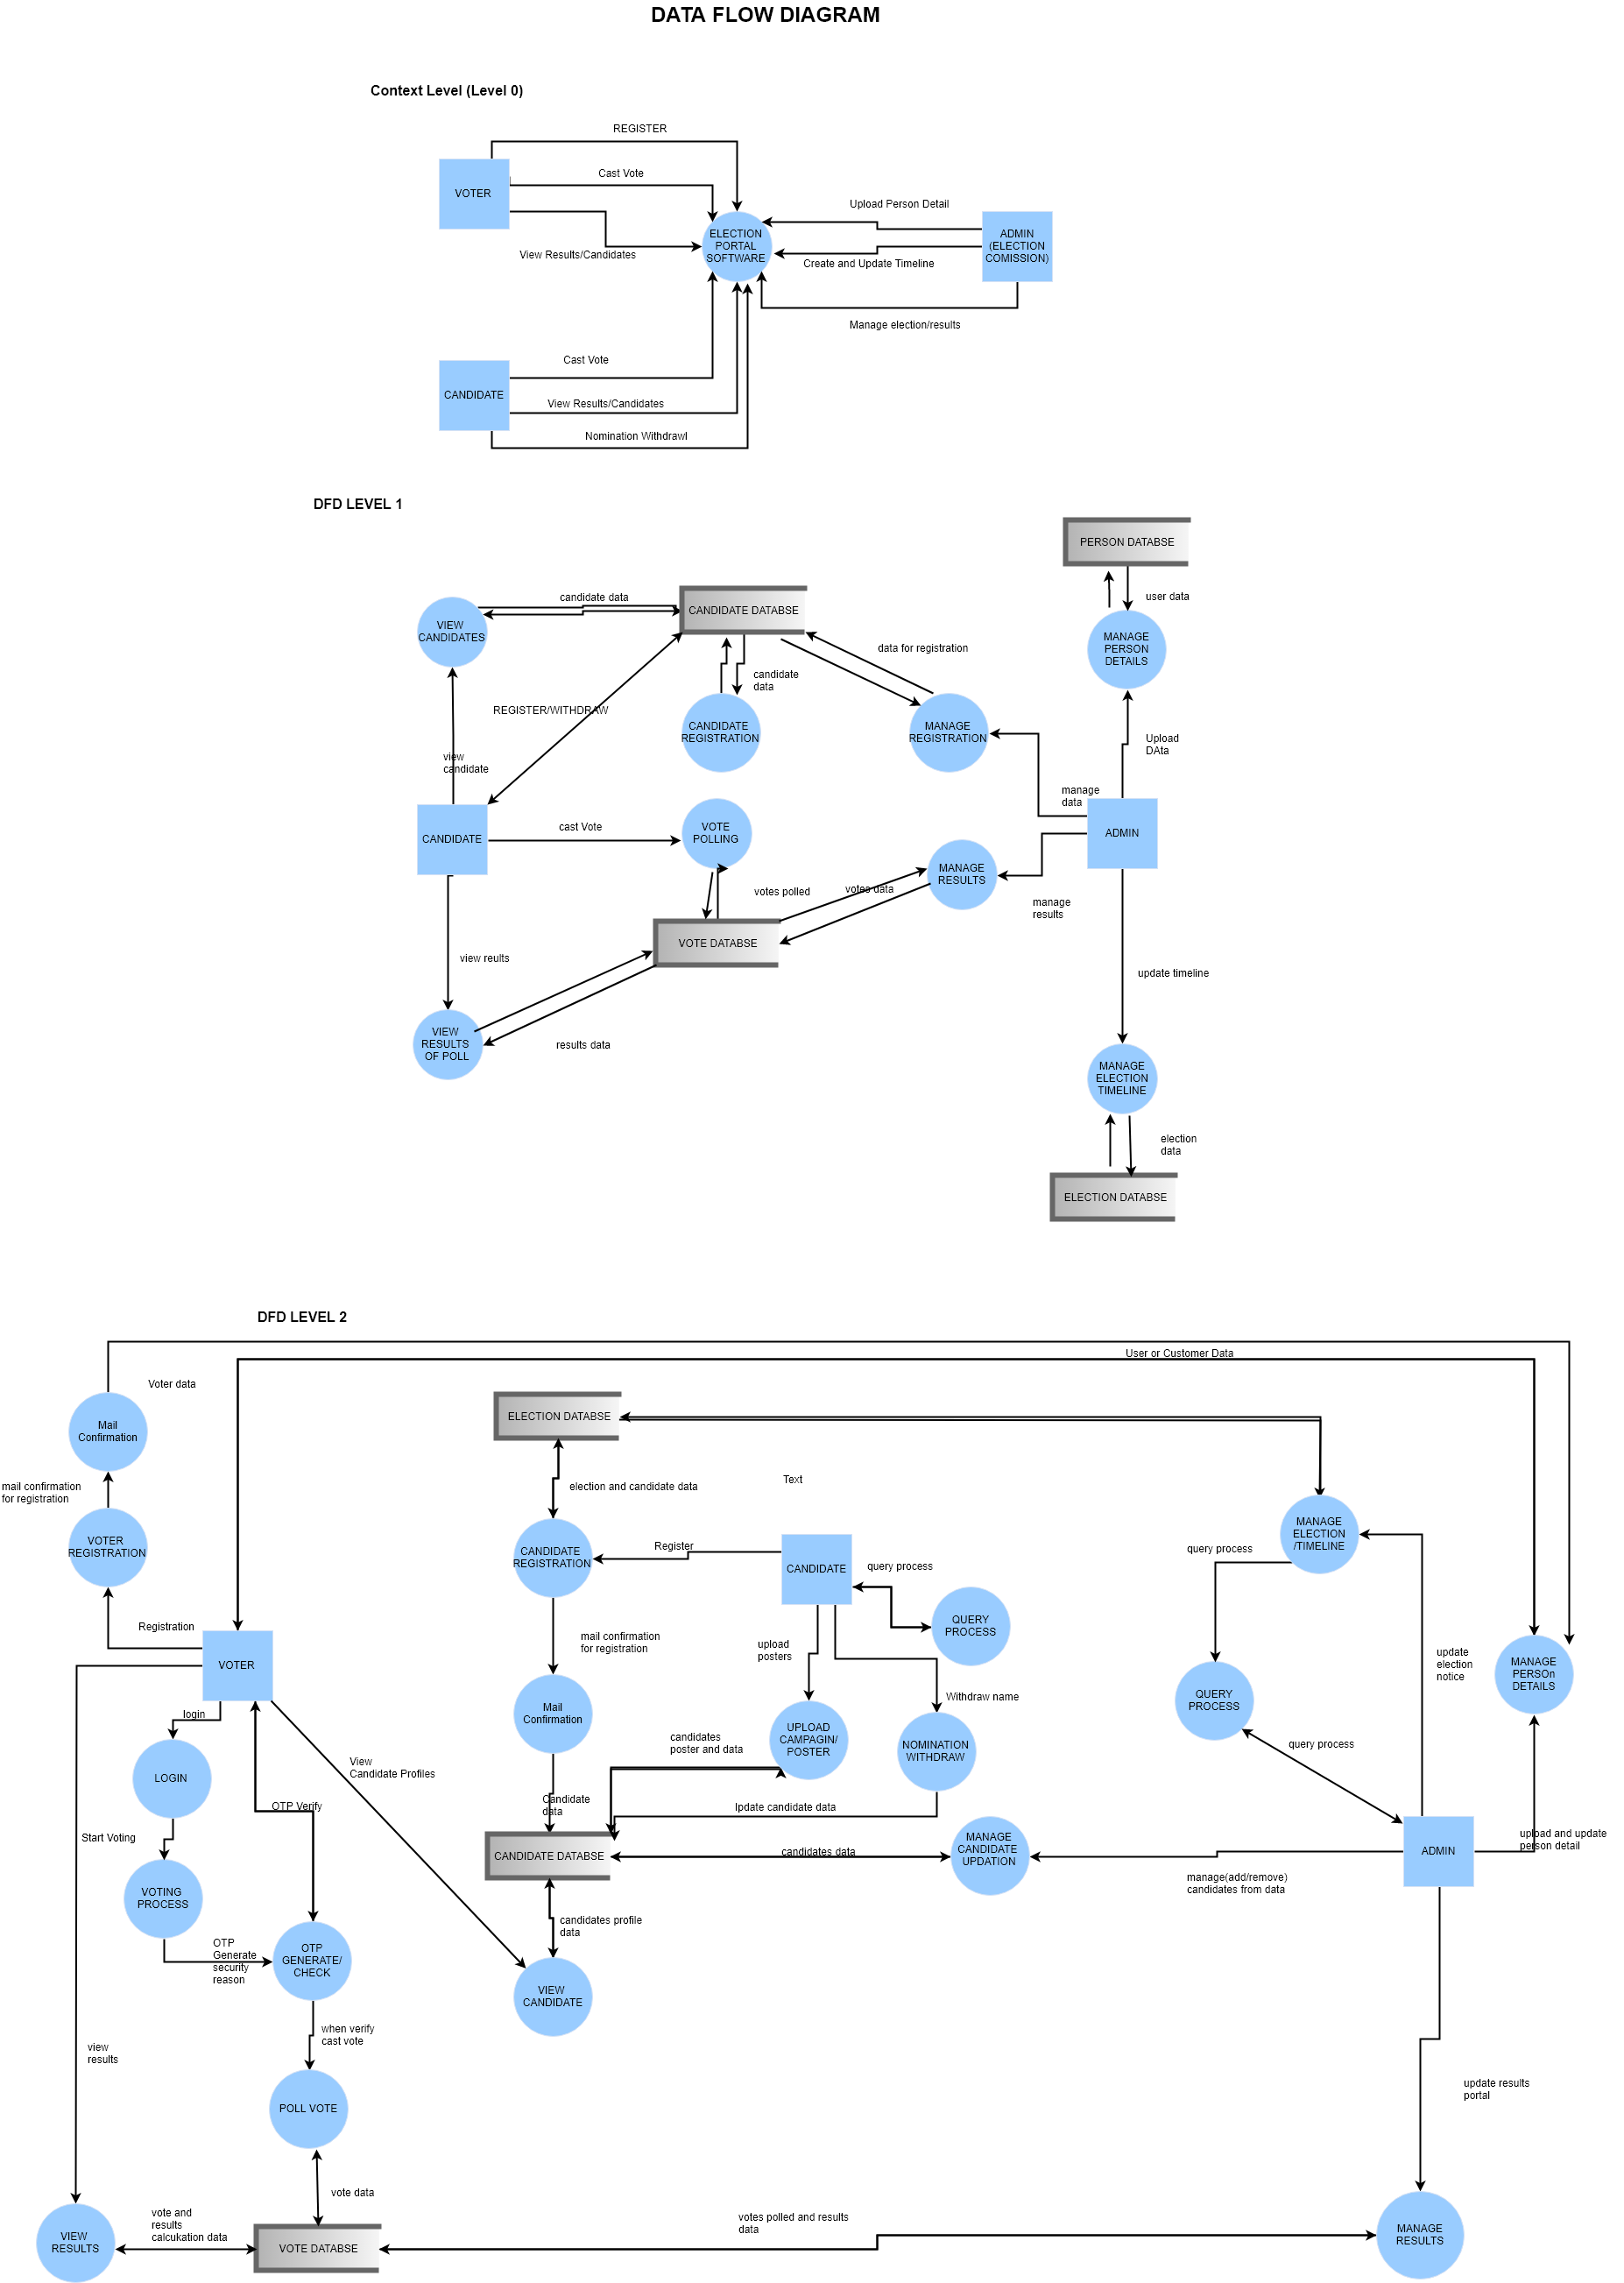 DATA FLOW DIAGRAM
Context Level (Level 0)
REGISTER
Cast Vote
VOTER
View Results/Candidates
ELECTION
PORTAL
SOFTWARE
Upload Person Detail
ADMIN
(ELECTION
COMISSION)
Create and Update Timeline
Manage election/results
Cast Vote
CANDIDATE
View Results/Candidates
Nomination Withdrawl
DFD LEVEL 1
PERSON DATABSE
user data
candidate data
CANDIDATE DATABSE
VIEW
CANDIDATES
data for registration
MANAGE
PERSON
DETAILS
candidate
data
REGISTER/WITHDRAW
CANDIDATE
REGISTRATION
MANAGE
REGISTRATION
Upload
DAta
view
candidate
manage
data
CANDIDATE
cast Vote
VOTE
POLLING
ADMIN
MANAGE
RESULTS
votes polled
votes data
manage
results
VOTE DATABSE
view reults
update timeline
VIEW
RESULTS
OF POLL
results data
MANAGE
ELECTION
TIMELINE
election
data
ELECTION DATABSE
DFD LEVEL 2
User or Customer Data
Voter data
Mail
Confirmation
ELECTION DATABSE
mail confirmation
for registration
election and candidate data
Text
VOTER
REGISTRATION
CANDIDATE
REGISTRATION
Register
CANDIDATE
query process
QUERY
PROCESS
MANAGE
ELECTION
/TIMELINE
query process
Registration
VOTER
mail confirmation
for registration
upload
posters
update
election
notice
MANAGE
PERSOn
DETAILS
login
Mail
Confirmation
Withdraw name
QUERY
PROCESS
UPLOAD
CAMPAGIN/
POSTER
NOMINATION
WITHDRAW
candidates
poster and data
query process
LOGIN
View
Candidate Profiles
OTP Verify
Candidate
data
Ipdate candidate data
Start Voting
CANDIDATE DATABSE
candidates data
MANAGE
CANDIDATE
UPDATION
ADMIN
upload and update
person detail
manage(add/remove)
candidates from data
VOTING
PROCESS
candidates profile
data
OTP
Generate
security
reason
OTP
GENERATE/
CHECK
VIEW
CANDIDATE
when verify
cast vote
view
results
update results
portal
POLL VOTE
vote data
vote and
results
calcukation data
votes polled and results
data
VIEW
RESULTS
VOTE DATABSE
MANAGE
RESULTS